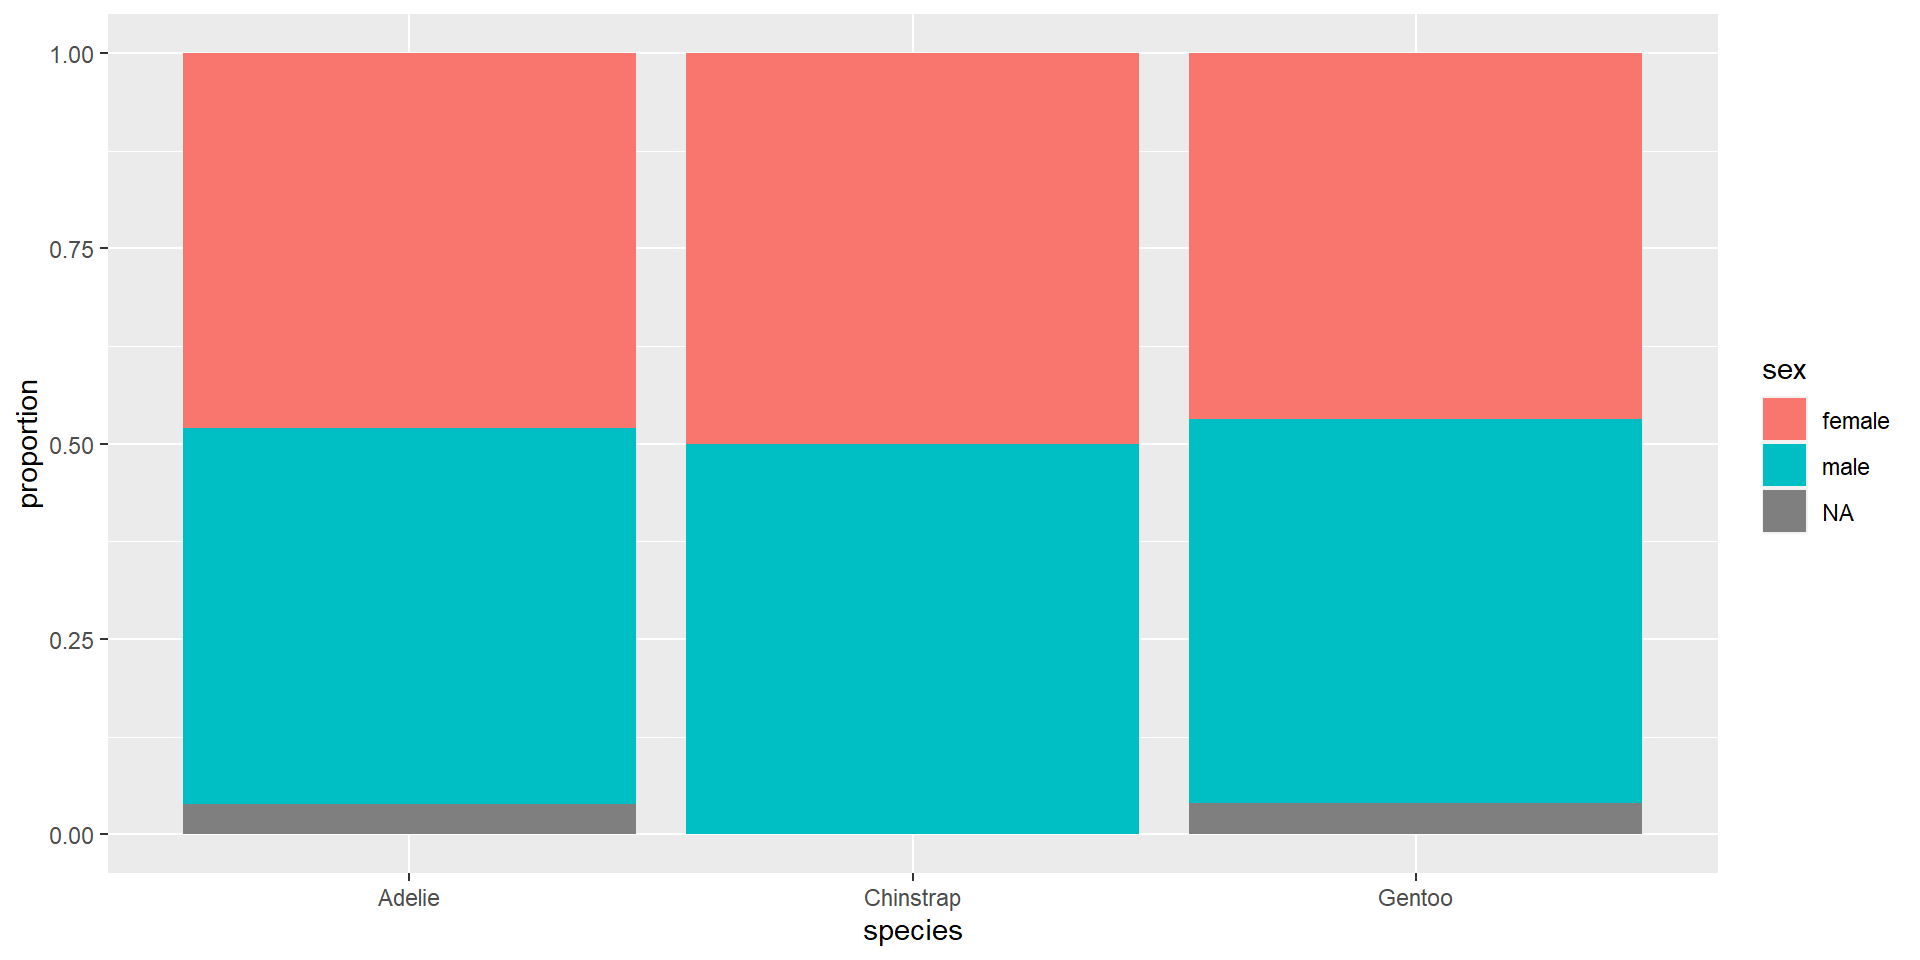 1.00
0.75
0.50
0.25
0.00
proportion
Adelie
Chinstrap
Gentoo
species
sex
female
male
NA